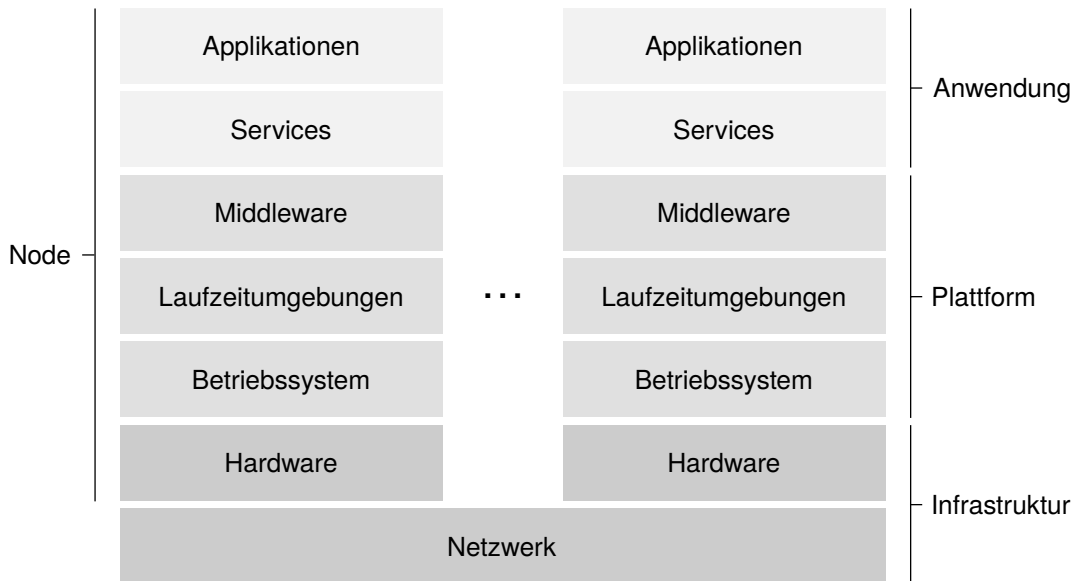 Applikationen Applikationen
Anwendung
Services Services
Middleware Middleware
Node
Laufzeitumgebungen ... Laufzeitumgebungen Plattform
Betriebssystem Betriebssystem
Hardware Hardware
Infrastruktur
Netzwerk